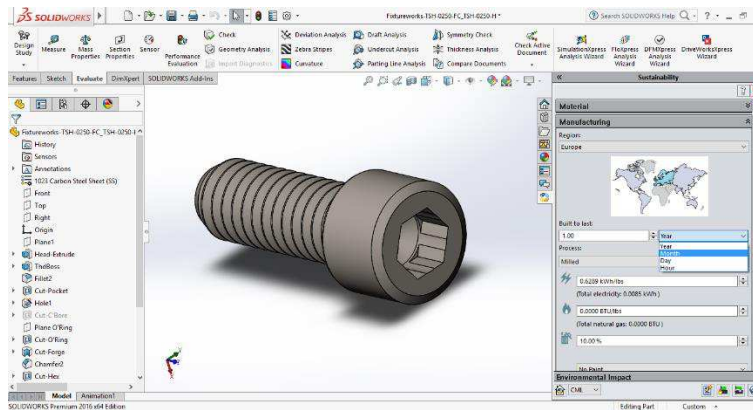 SOLIDWORKS
Fixtureworks-TSH-0250-FC_TSH-0250-H *
Search SOLIDWORKS Help
Design Study
Measure
Mass Properties
Section Properties
Sensor
Performance Evaluation
Check
Geometry Analysis
Import Diagnostics
Deviation Analysis
Zebra Stripes
Curvature
Draft Analysis
Undercut Analysis
Parting Line Analysis
Symmetry Check
Thickness Analysis
Compare Documents
Check Active Document
SimulationXpress Analysis Wizard
FloXpress Analysis Wizard
DFMXpress Analysis Wizard
DriveWorksXpress Wizard
Features Sketch Evaluate DimXpert SOLIDWORKS Add-Ins
Fixtureworks-TSH-0250-FC_TSH-0250-H
History
Sensors
Annotations
1023 Carbon Steel Sheet (SS)
Front
Top
Right
Origin
Plane1
Head-Extrude
ThdBoss
Fillet2
Cut-Pocket
Hole1
Cut-C'Bore
Plane O'Ring
Cut-O'Ring
Cut-Forge
Chamfer2
Cut-Hex
Model Animation1
SOLIDWORKS Premium 2016 x64 Edition
Sustainability
Material
Manufacturing
Region:
Europe
Built to last:
1.00 Year
Year
Month
Day
Hour
Process:
Milled
0.6289 kWh/lbs
(Total electricity: 0.0085 kWh)
0.0000 BTU/lbs
(Total natural gas: 0.0000 BTU)
10.00 %
No Paint
Environmental Impact
CML
Editing Part Custom